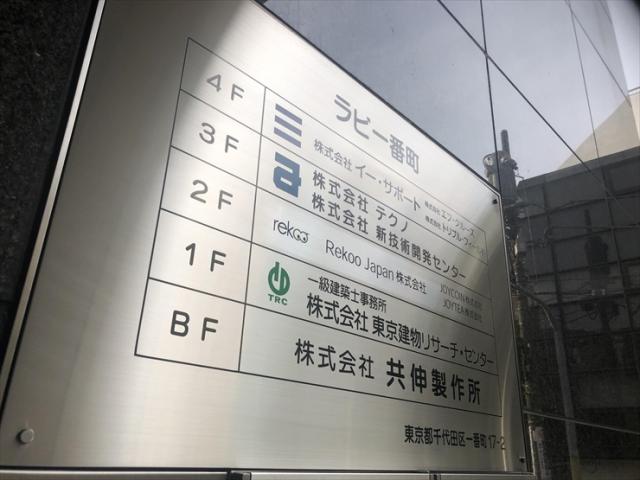 ラビ一番町
4F 株式会社 イー・サポート 株式会社 エフ・クルーズ
株式会社 トリプル・ウィン
3F a 株式会社 テクノ
株式会社 新技術開発センター
2F rekoo Rekoo Japan 株式会社 JOYCOIN株式会社
JOYTEA株式会社
1F TRC 一級建築士事務所
株式会社 東京建物リサーチ・センター
BF 株式会社 共伸製作所
東京都千代田区一番町17-2